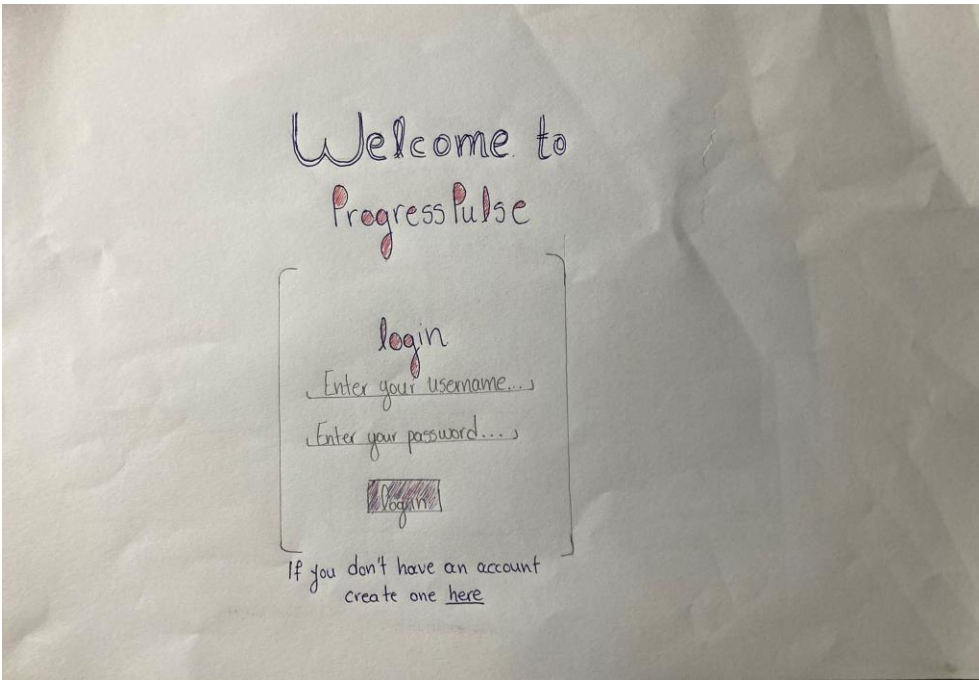 Welcome to
ProgressPulse
login
Enter your username...
Enter your password....
login
If you don't have an account
create one here